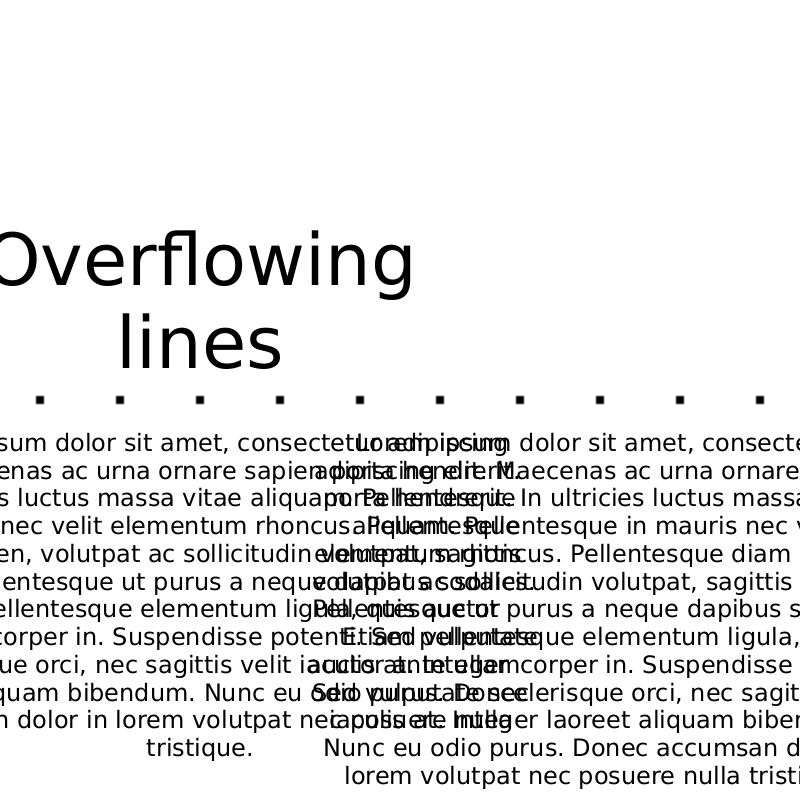 Overflowing
lines
sum dolor sit amet, consectetur adipiscing
enas ac urna ornare sapien porta hendrerit.
s luctus massa vitae aliquam. Pellentesque
nec velit elementum rhoncus. Pellentesque
en, volutpat ac sollicitudin volutpat, sagittis
entesque ut purus a neque dapibus sodales.
ellentesque elementum ligula, quis auctor
corper in. Suspendisse potenti. Sed vulputate
ue orci, nec sagittis velit iaculis at. Integer
quam bibendum. Nunc eu odio purus. Donec
n dolor in lorem volutpat nec posuere nulla
tristique.
Lorem ipsum dolor sit amet, consecte
adipiscing elit. Maecenas ac urna ornare
porta hendrerit. In ultricies luctus massa
aliquam. Pellentesque in mauris nec v
elementum rhoncus. Pellentesque diam
volutpat ac sollicitudin volutpat, sagittis
Pellentesque ut purus a neque dapibus s
Etiam pellentesque elementum ligula,
auctor ante ullamcorper in. Suspendisse
Sed vulputate scelerisque orci, nec sagit
iaculis at. Integer laoreet aliquam biben
Nunc eu odio purus. Donec accumsan d
lorem volutpat nec posuere nulla tristi